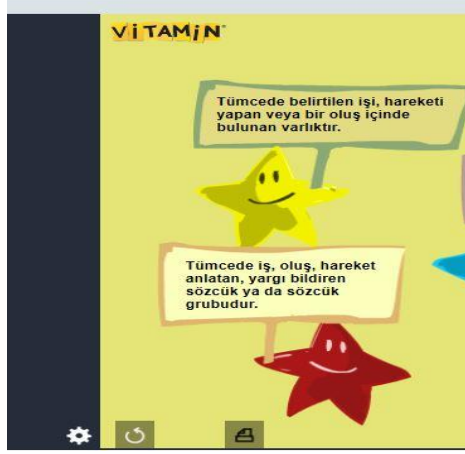 ViTAMiN
Tümcede belirtilen işi, hareketi
yapan veya bir oluş içinde
bulunan varlıktır.
Tümcede iş, oluş, hareket
anlatan, yargı bildiren
sözcük ya da sözcük
grubudur.